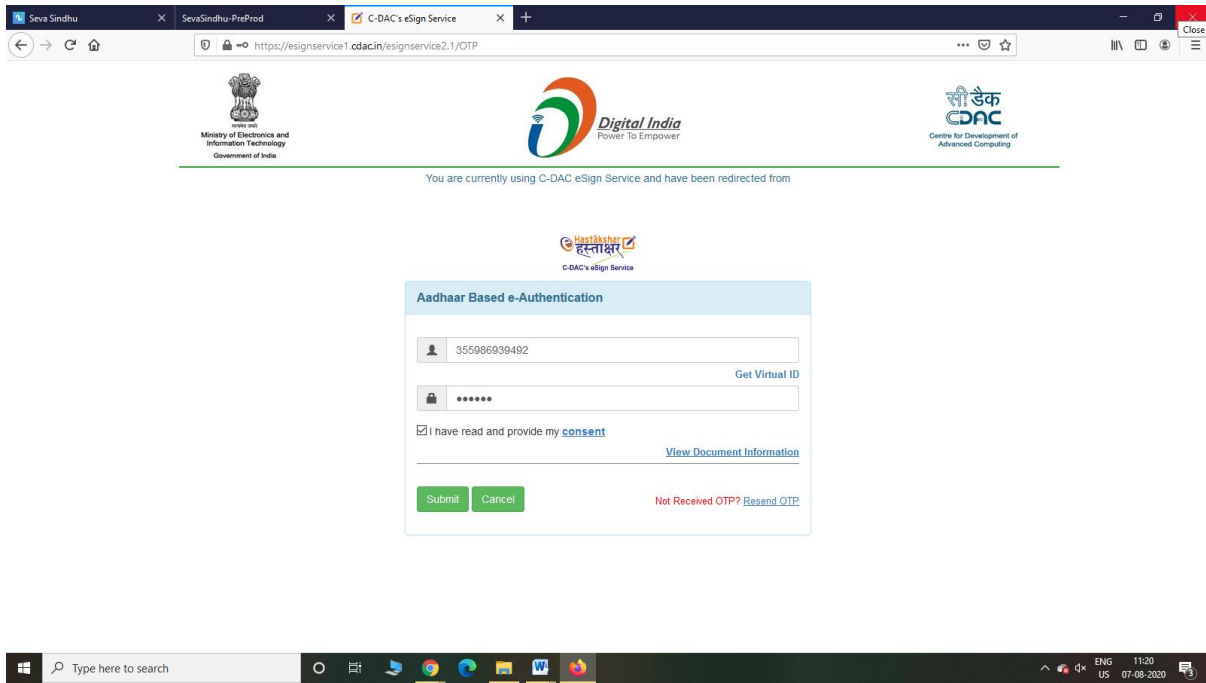 Seva Sindhu
SevaSindhu-PreProd
C-DAC's eSign Service
Close
https://esignservice1.cdac.in/esignservice2.1/OTP
सत्यमेव जयते
Ministry of Electronics and
Information Technology
Government of India
Digital India
Power To Empower
सी डैक
CDAC
Centre for Development of
Advanced Computing
You are currently using C-DAC eSign Service and have been redirected from
e Hastākshar
हस्ताक्षर
C-DAC's eSign Service
Aadhaar Based e-Authentication
355986939492
Get Virtual ID
I have read and provide my consent
View Document Information
Submit Cancel
Not Received OTP? Resend OTP
Type here to search
ENG 11:20
US 07-08-2020
3